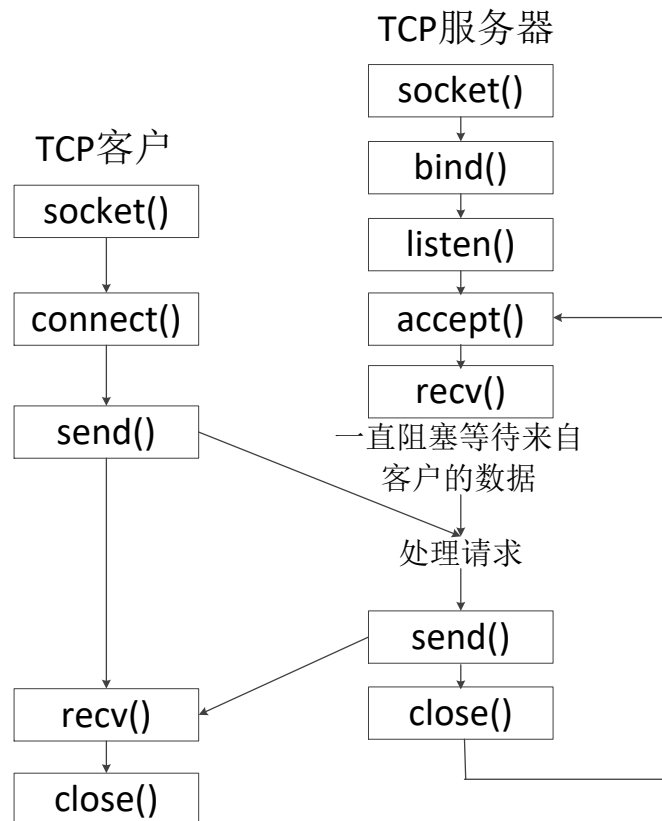 TCP客户
socket()
connect()
send()
recv()
close()
TCP服务器
socket()
bind()
listen()
accept()
recv()
一直阻塞等待来自
客户的数据
处理请求
send()
close()